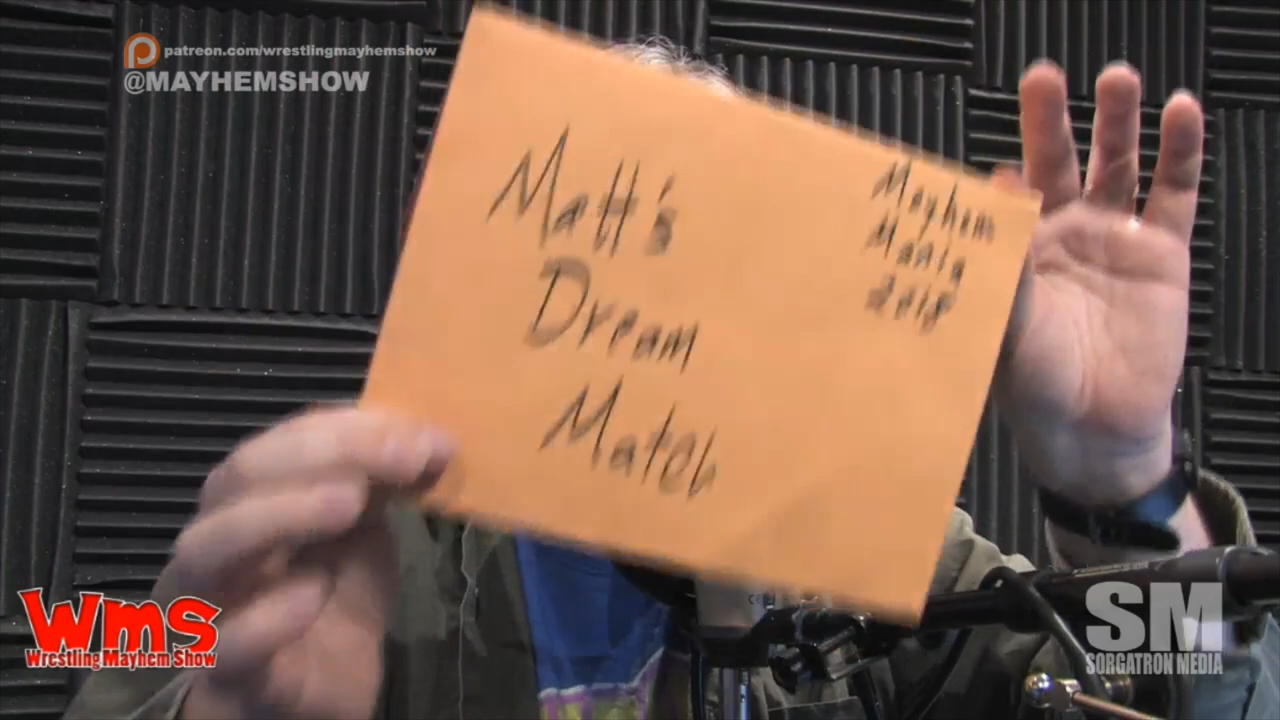 patreon.com/wrestlingmayhemshow
@MAYHEMSHOW
Matt's
Dream
Match
Mayhem
Mania
2018
Wms
Wrestling Mayhem Show
SM
SORGATRON MEDIA